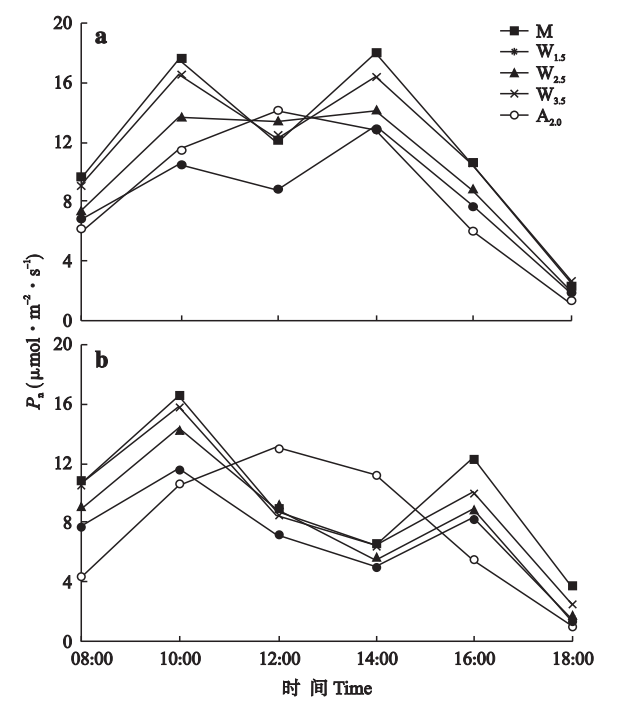 a
20
16
12
8
4
0
M
W1.5
W2.5
W3.5
A2.0
Pn (μmol · m⁻² · s⁻¹)
b
20
16
12
8
4
0
08:00 10:00 12:00 14:00 16:00 18:00
时 间 Time